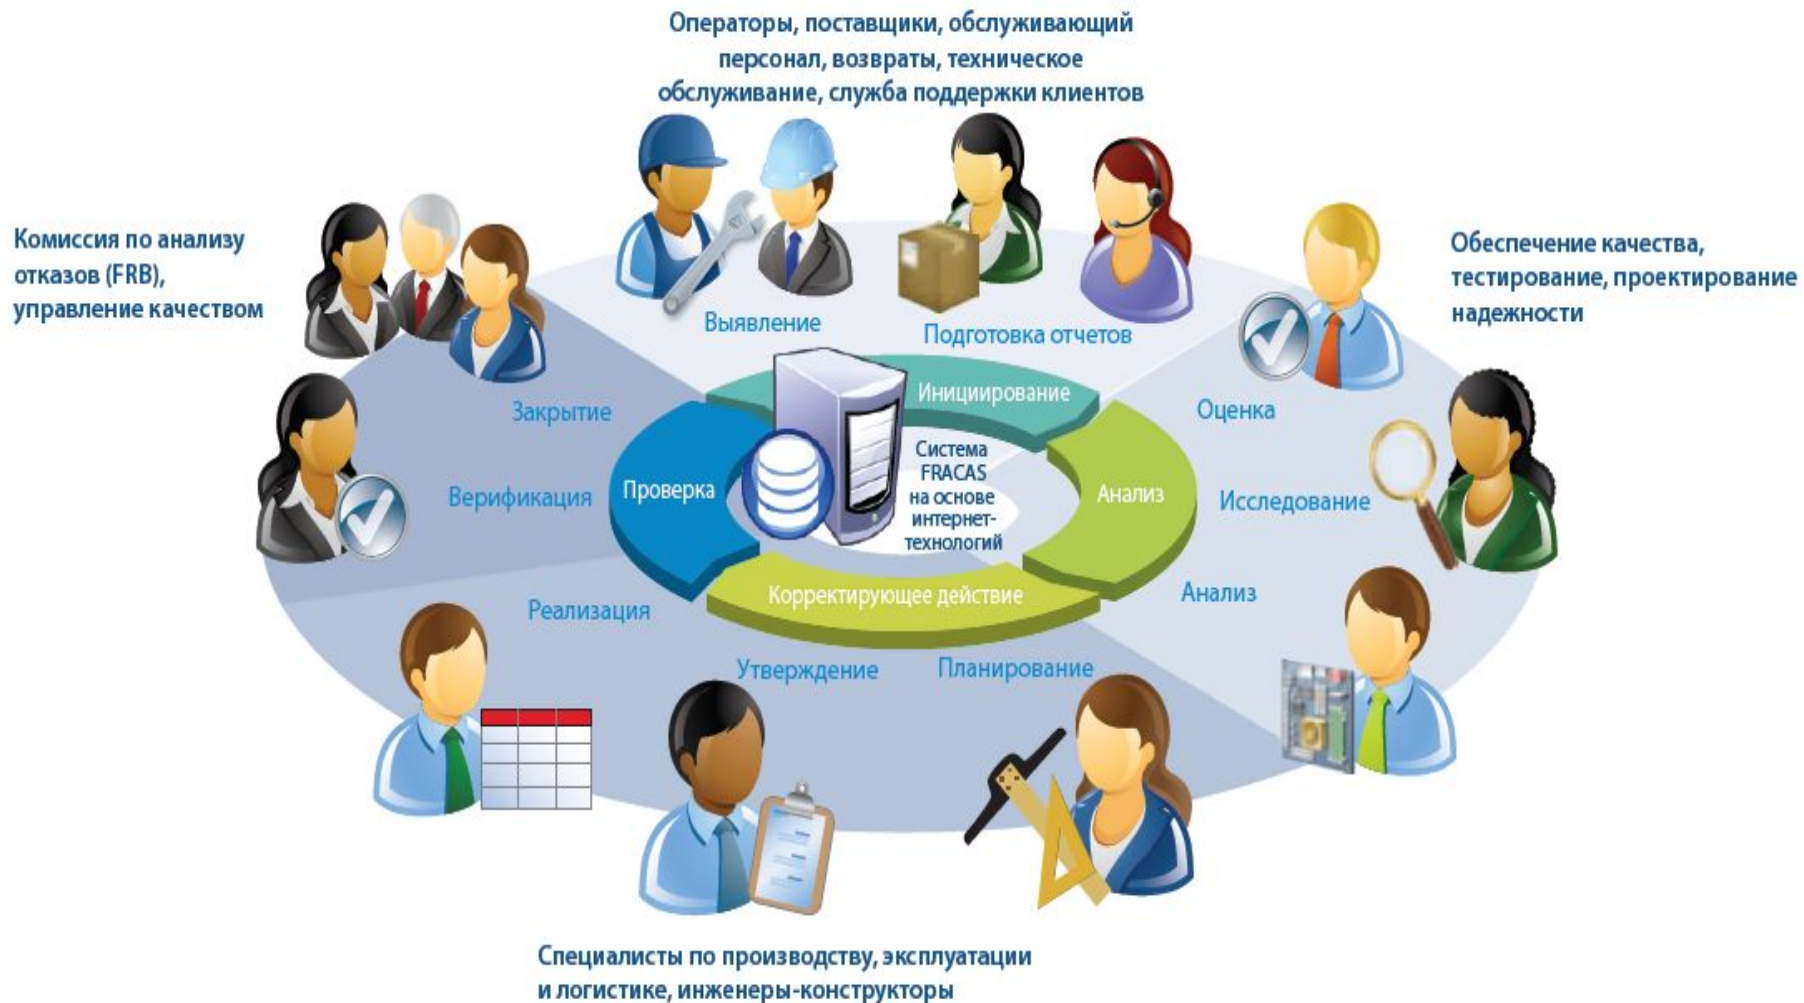 Операторы, поставщики, обслуживающий
персонал, возвраты, техническое
обслуживание, служба поддержки клиентов
Комиссия по анализу
отказов (FRB),
управление качеством
Обеспечение качества,
тестирование, проектирование
надежности
Выявление
Подготовка отчетов
Инициирование
Закрытие
Оценка
Система
FRACAS
на основе
интернет-
технологий
Верификация
Проверка
Анализ
Исследование
Реализация
Корректирующее действие
Анализ
Утверждение
Планирование
Специалисты по производству, эксплуатации
и логистике, инженеры-конструкторы